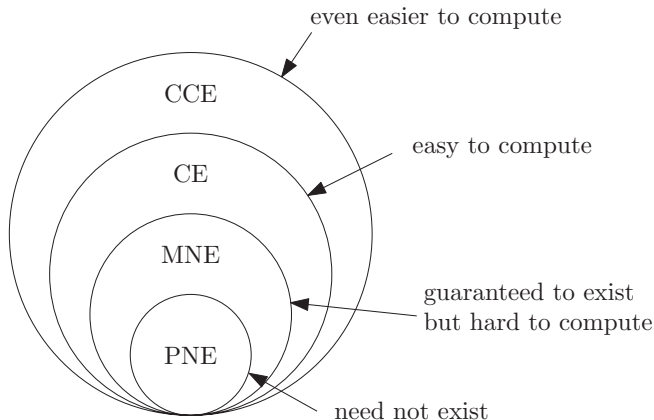 even easier to compute
CCE
easy to compute
CE
MNE
guaranteed to exist
but hard to compute
PNE
need not exist